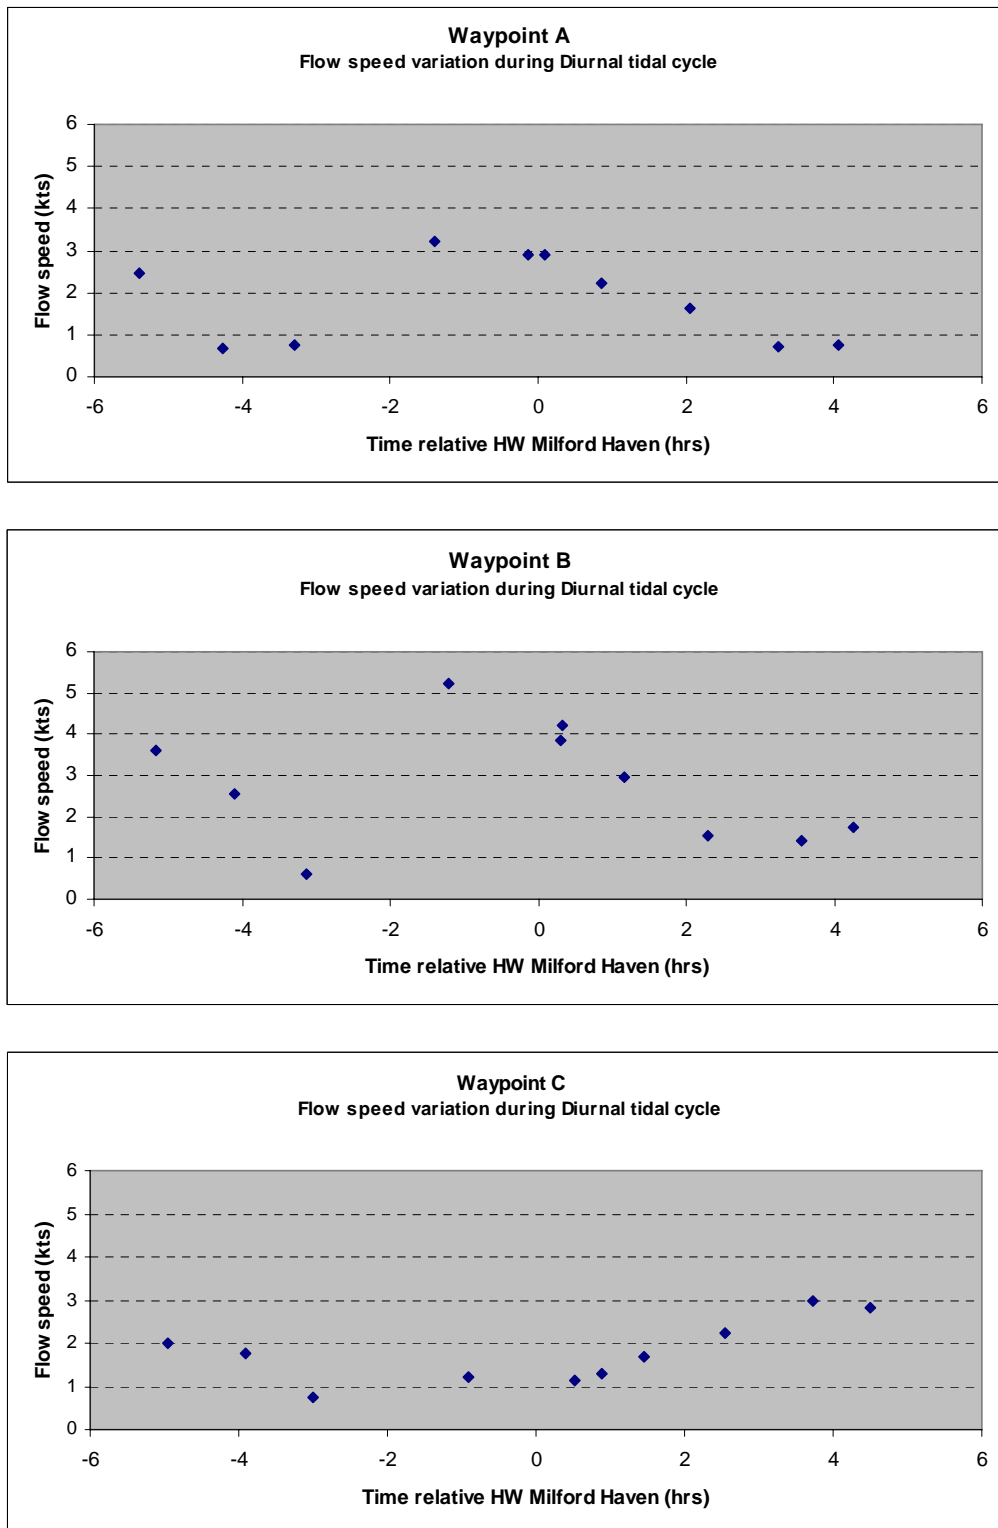 Waypoint A
Flow speed variation during Diurnal tidal cycle
6
5
4
3
2
1
0
Flow speed (kts)
-6 -4 -2 0 2 4 6
Time relative HW Milford Haven (hrs)
Waypoint B
Flow speed variation during Diurnal tidal cycle
6
5
4
3
2
1
0
Flow speed (kts)
-6 -4 -2 0 2 4 6
Time relative HW Milford Haven (hrs)
Waypoint C
Flow speed variation during Diurnal tidal cycle
6
5
4
3
2
1
0
Flow speed (kts)
-6 -4 -2 0 2 4 6
Time relative HW Milford Haven (hrs)